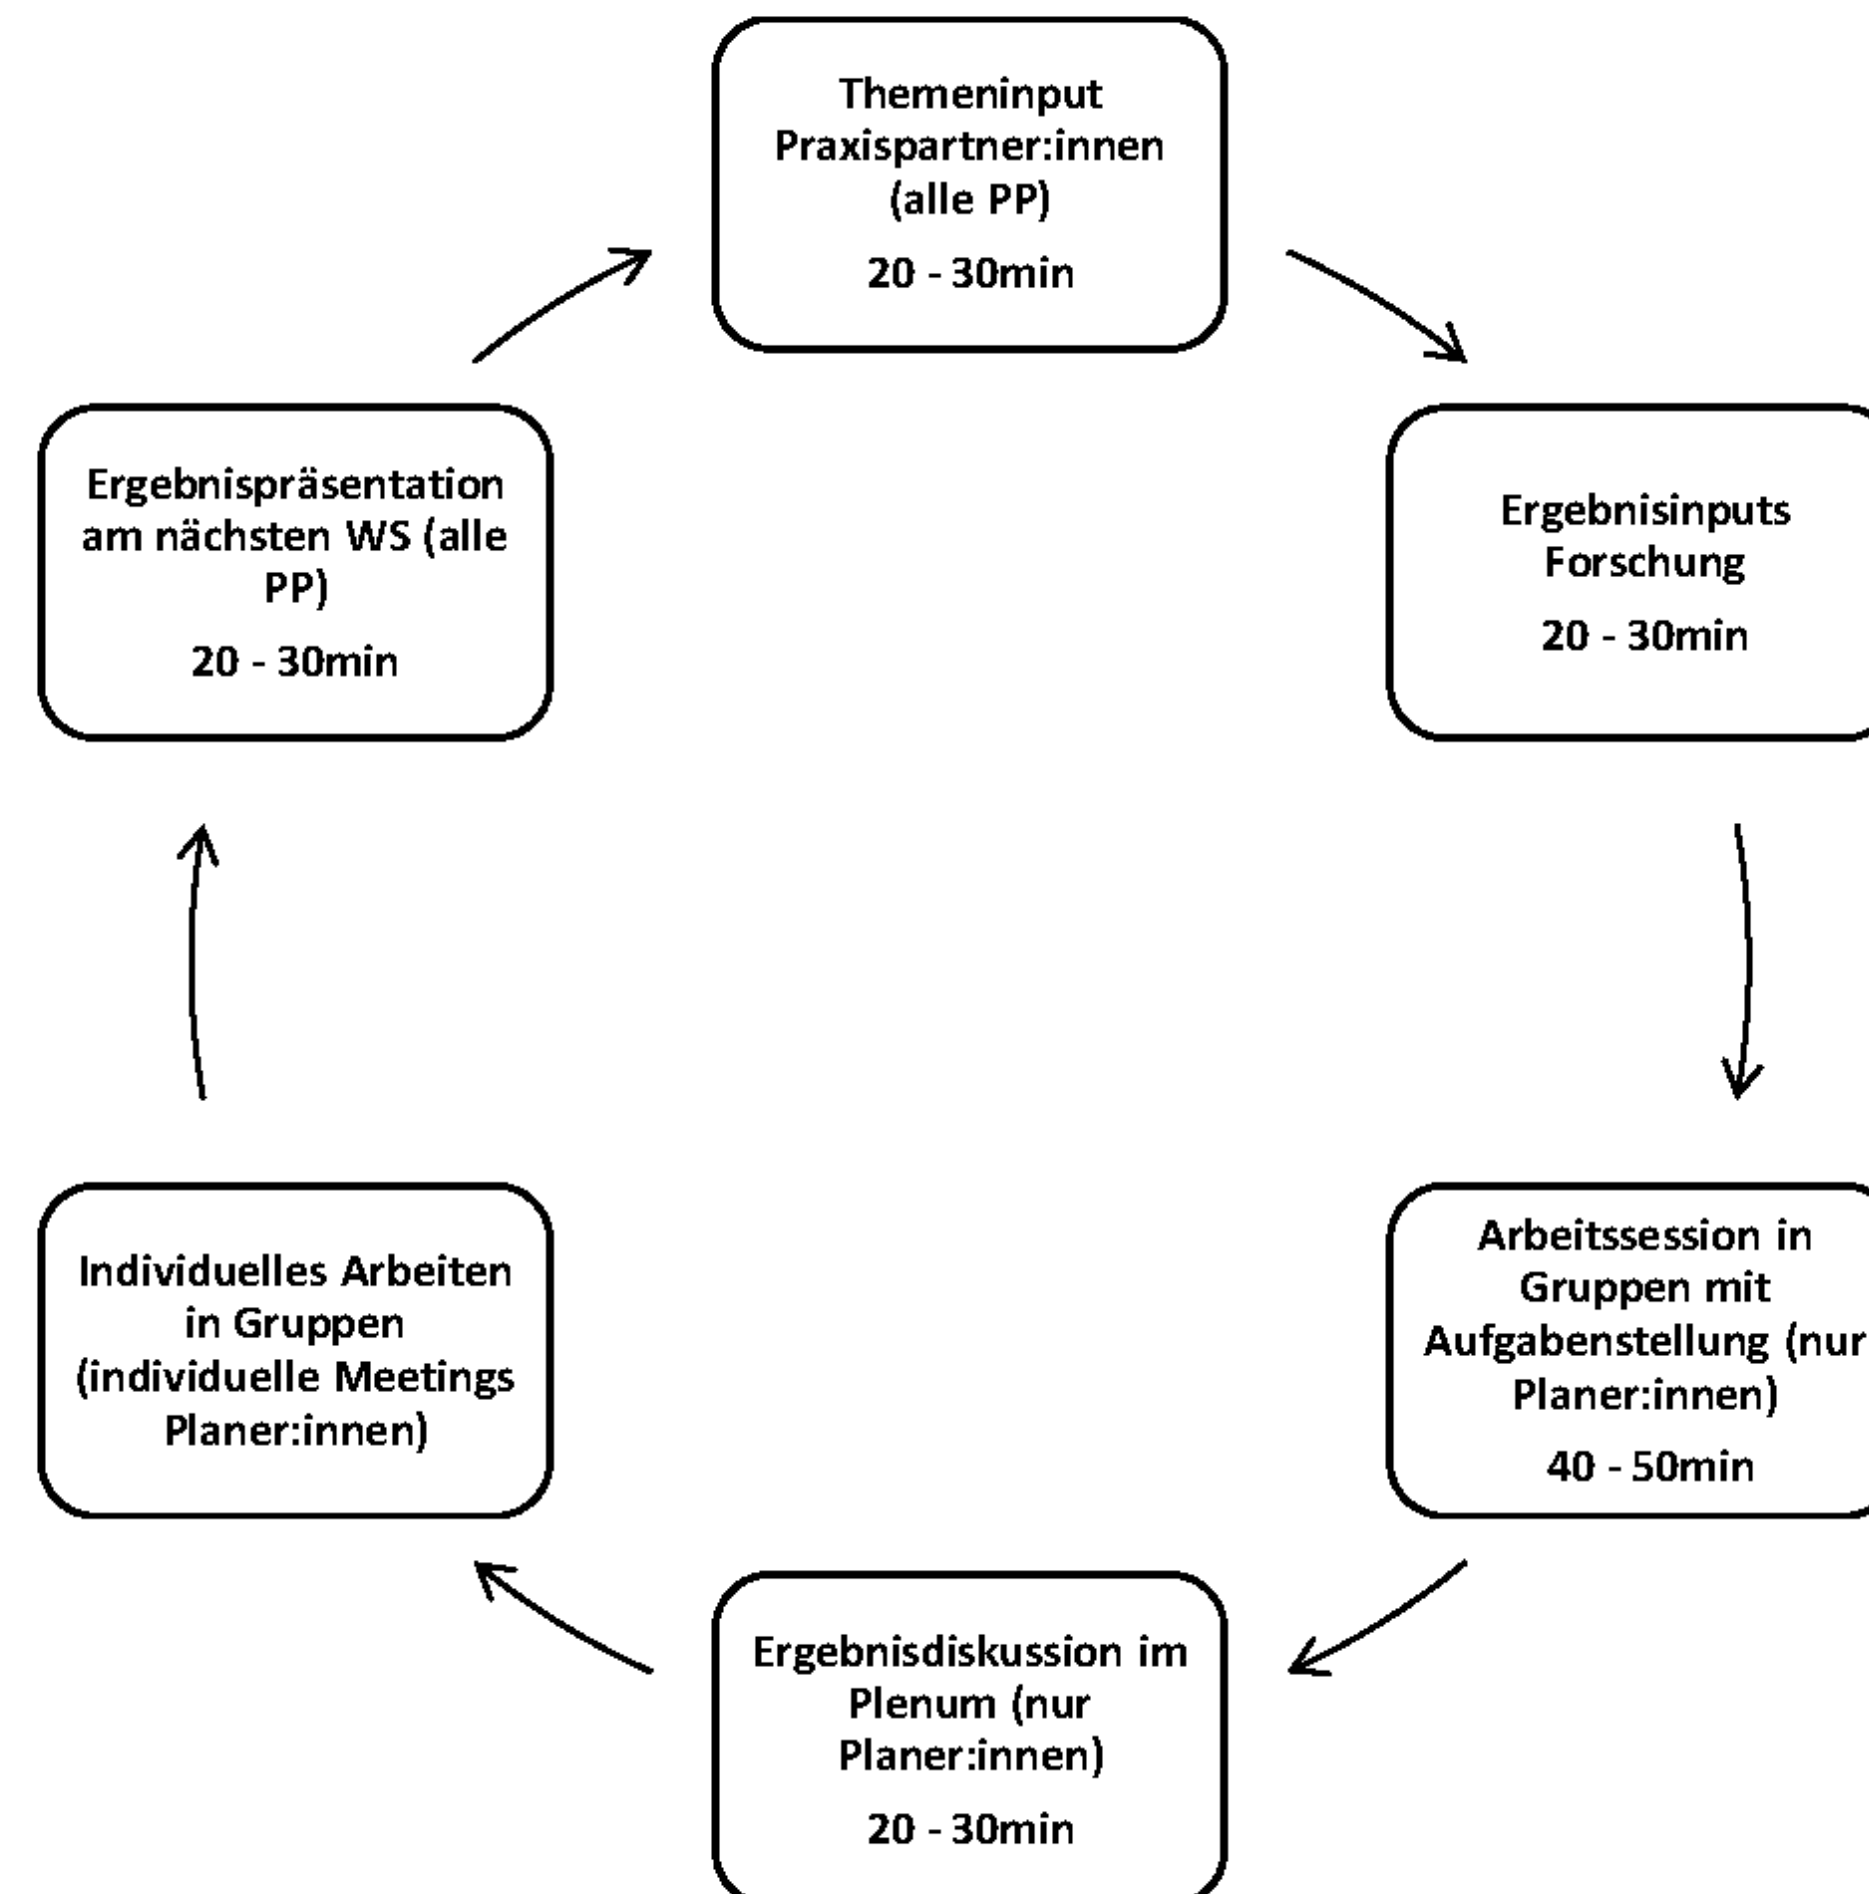 Themeninput
Praxispartner:innen
(alle PP)
20 - 30min
Ergebnisinputs
Forschung
20 - 30min
Arbeitssession in
Gruppen mit
Aufgabenstellung (nur
Planer:innen)
40 - 50min
Ergebnisdiskussion im
Plenum (nur
Planer:innen)
20 - 30min
Individuelles Arbeiten
in Gruppen
(individuelle Meetings
Planer:innen)
Ergebnispräsentation
am nächsten WS (alle
PP)
20 - 30min